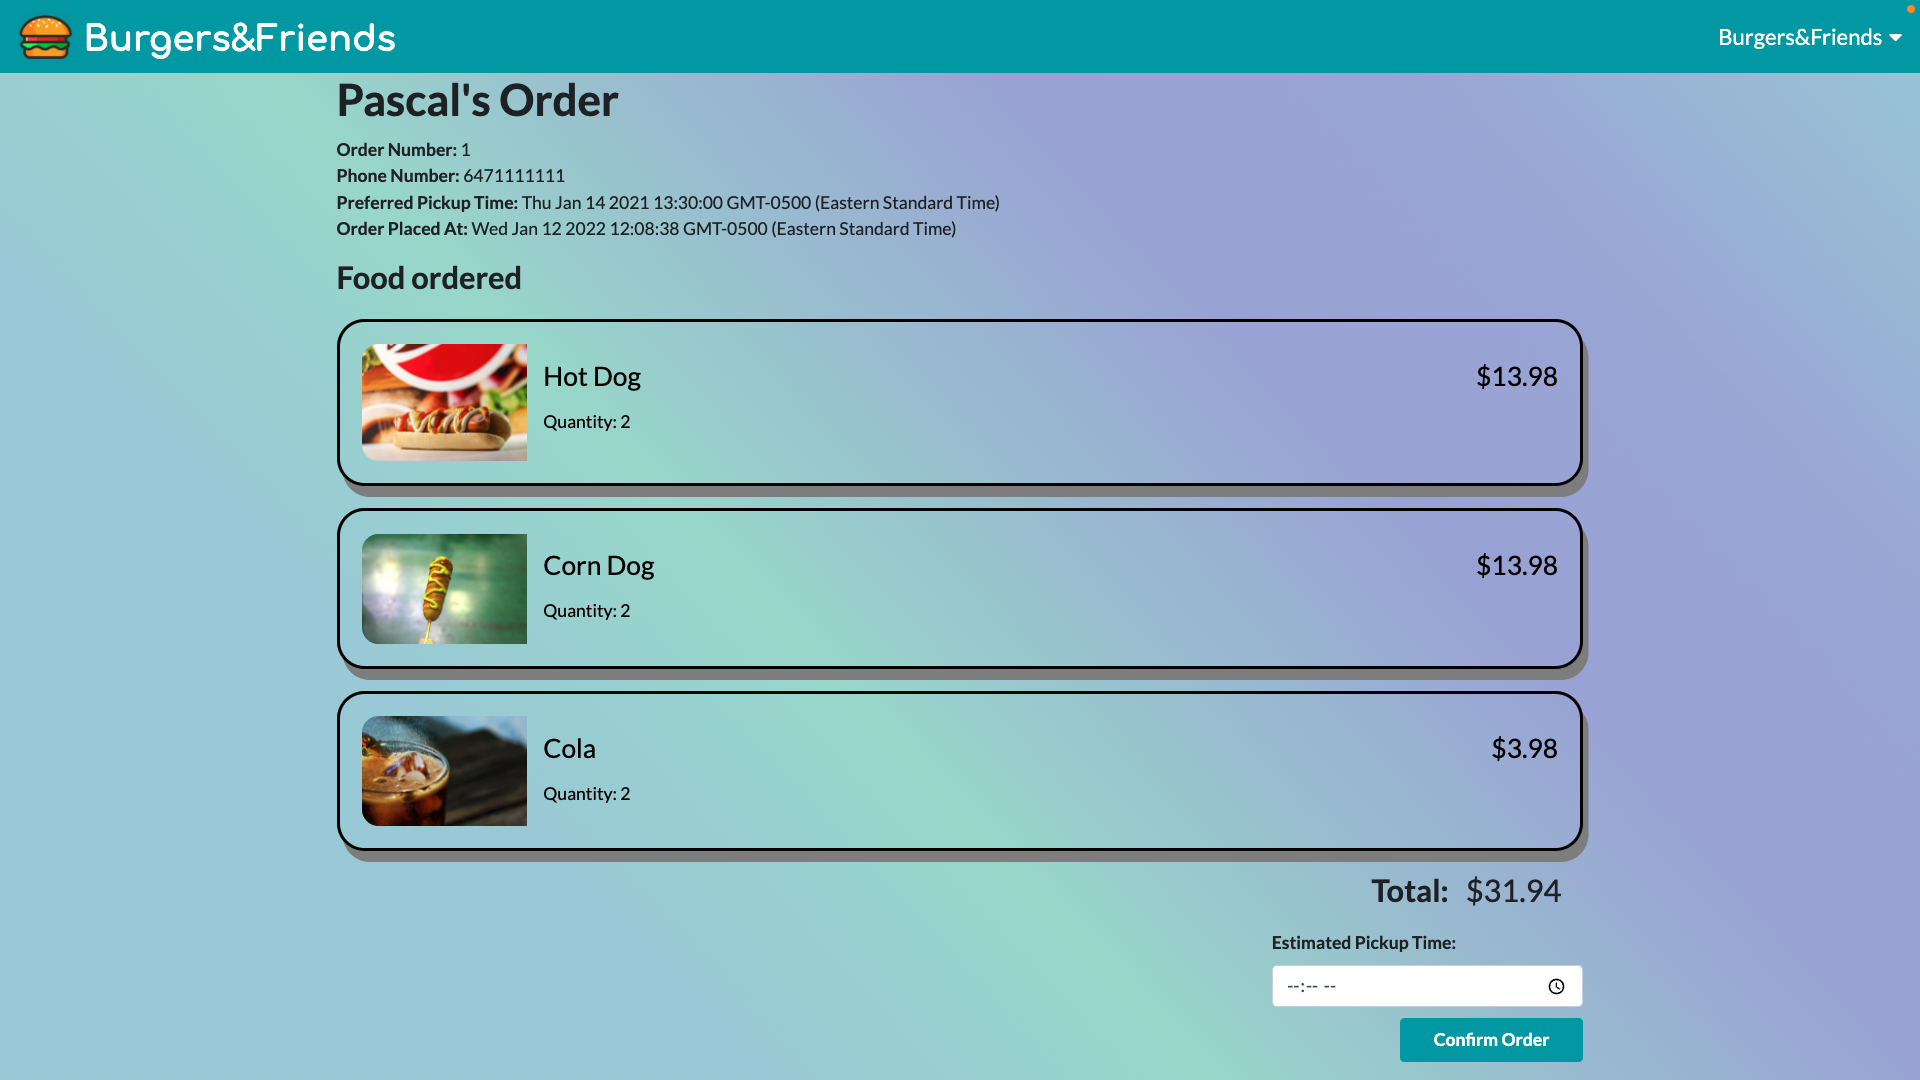 Burgers&Friends
Burgers&Friends
Pascal's Order
Order Number: 1
Phone Number: 6471111111
Preferred Pickup Time: Thu Jan 14 2021 13:30:00 GMT-0500 (Eastern Standard Time)
Order Placed At: Wed Jan 12 2022 12:08:38 GMT-0500 (Eastern Standard Time)
Food ordered
Hot Dog
$13.98
Quantity: 2
Corn Dog
$13.98
Quantity: 2
Cola
$3.98
Quantity: 2
Total: $31.94
Estimated Pickup Time:
--:-- --
Confirm Order